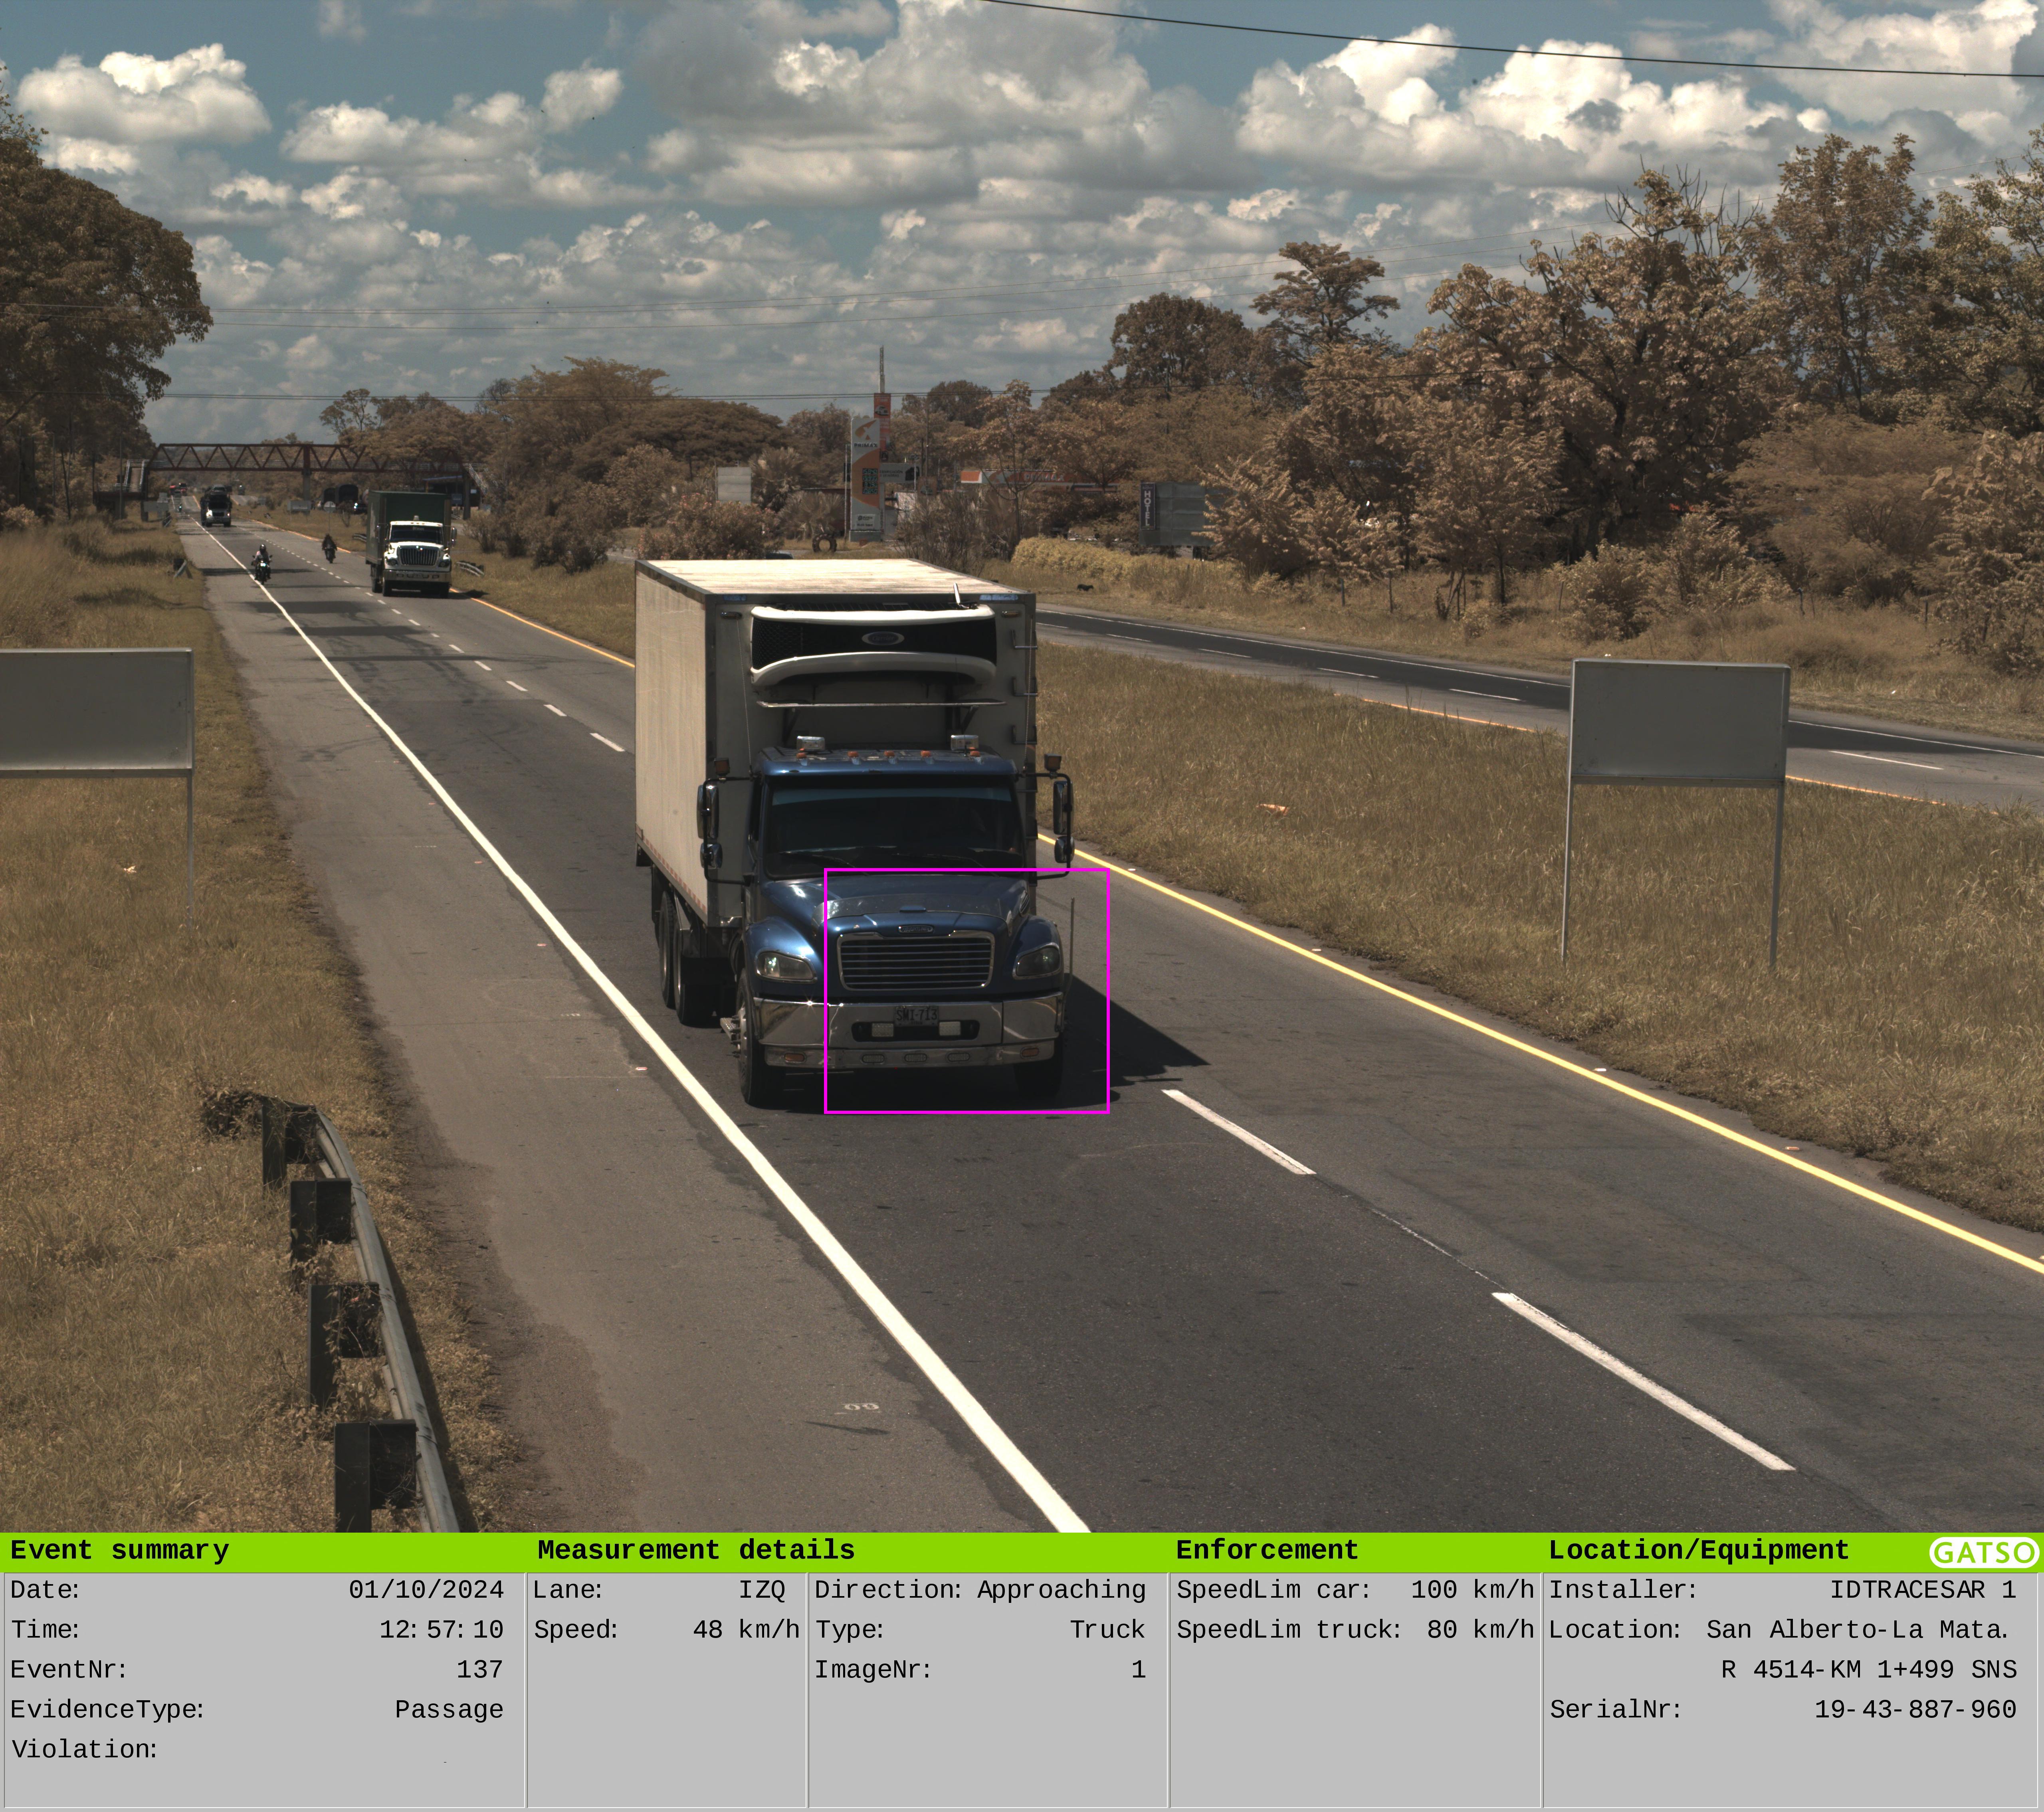 HOTEL
SWI-713
Event summary
Date: 01/10/2024
Time: 12:57:10
EventNr: 137
EvidenceType: Passage
Violation:
Measurement details
Lane: IZQ
Speed: 48 km/h
Direction: Approaching
Type: Truck
ImageNr: 1
Enforcement
SpeedLim car: 100 km/h
SpeedLim truck: 80 km/h
Location/Equipment
GATSO
Installer: IDTRACESAR 1
Location: San Alberto-La Mata.
R 4514-KM 1+499 SNS
SerialNr: 19-43-887-960